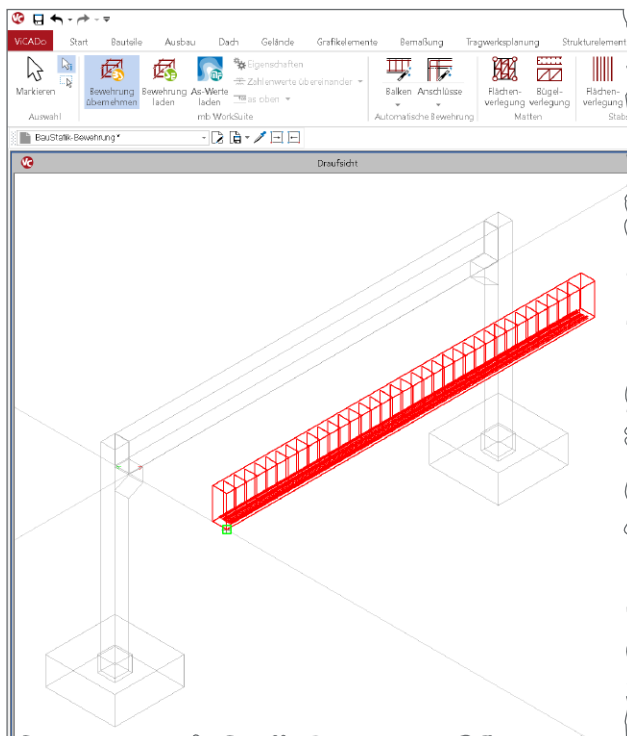 ViCADo Start Bauteile Ausbau Dach Gelände Grafikelemente Bemaßung Tragwerksplanung Strukturelement
Markieren
Bewehrung übernehmen
Bewehrung laden
As-Werte laden
Eigenschaften
Zahlenwerte übereinander
as oben
Balken Anschlüsse
Flächen-verlegung
Bügel-verlegung
Flächen-verlegung
Auswahl mb WorkSuite Automatische Bewehrung Matten Stabs
BauStatik-Bewehrung*
Draufsicht